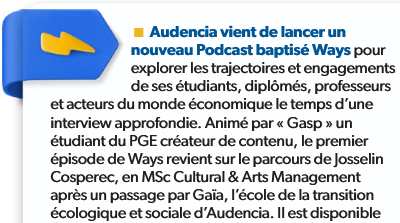 ■ Audencia vient de lancer un
nouveau Podcast baptisé Ways pour
explorer les trajectoires et engagements
de ses étudiants, diplômés, professeurs
et acteurs du monde économique le temps d'une
interview approfondie. Animé par « Gasp » un
étudiant du PGE créateur de contenu, le premier
épisode de Ways revient sur le parcours de Josselin
Cosperec, en MSc Cultural & Arts Management
après un passage par Gaïa, l'école de la transition
écologique et sociale d'Audencia. Il est disponible